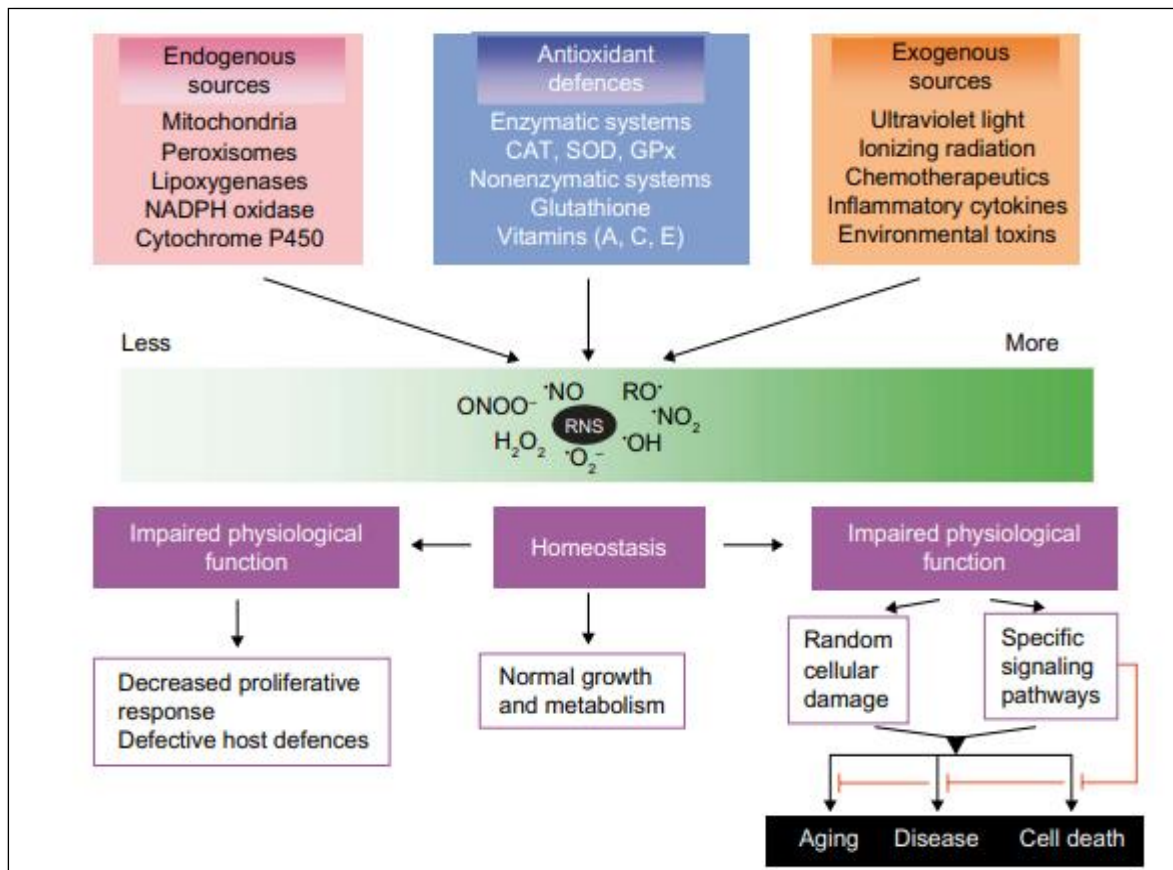 Endogenous
sources
Mitochondria
Peroxisomes
Lipoxygenases
NADPH oxidase
Cytochrome P450
Antioxidant
defences
Enzymatic systems
CAT, SOD, GPx
Nonenzymatic systems
Glutathione
Vitamins (A, C, E)
Exogenous
sources
Ultraviolet light
Ionizing radiation
Chemotherapeutics
Inflammatory cytokines
Environmental toxins
Less
More
ONOO⁻
•NO
RO•
•NO₂
RNS
H₂O₂
•O₂⁻
•OH
Impaired physiological
function
Homeostasis
Impaired physiological
function
Decreased proliferative
response
Defective host defences
Normal growth
and metabolism
Random
cellular
damage
Specific
signaling
pathways
Aging
Disease
Cell death